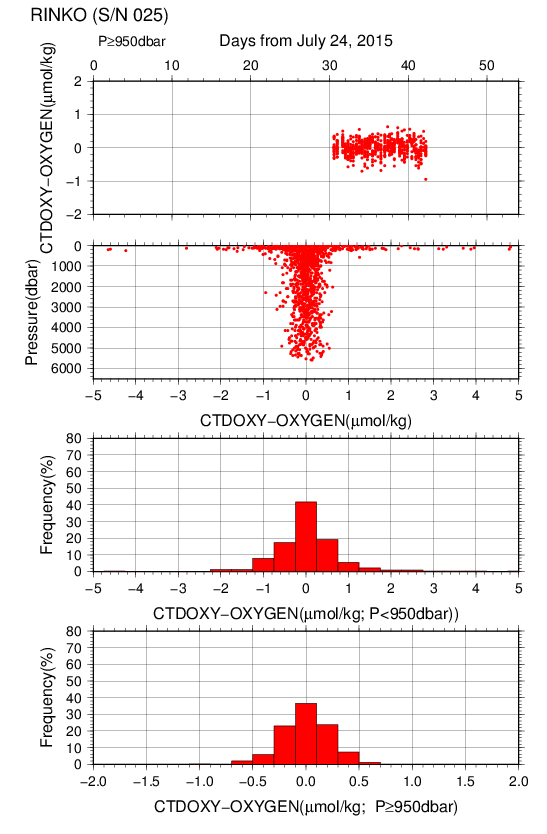 RINKO (S/N 025)
P≥950dbar
Days from July 24, 2015
0 10 20 30 40 50
CTDOXY−OXYGEN(μmol/kg)
2
1
0
−1
−2
Pressure(dbar)
0
1000
2000
3000
4000
5000
6000
−5 −4 −3 −2 −1 0 1 2 3 4 5
CTDOXY−OXYGEN(μmol/kg)
Frequency(%)
80
70
60
50
40
30
20
10
0
−5 −4 −3 −2 −1 0 1 2 3 4 5
CTDOXY−OXYGEN(μmol/kg; P<950dbar))
Frequency(%)
80
70
60
50
40
30
20
10
0
−2.0 −1.5 −1.0 −0.5 0.0 0.5 1.0 1.5 2.0
CTDOXY−OXYGEN(μmol/kg; P≥950dbar)